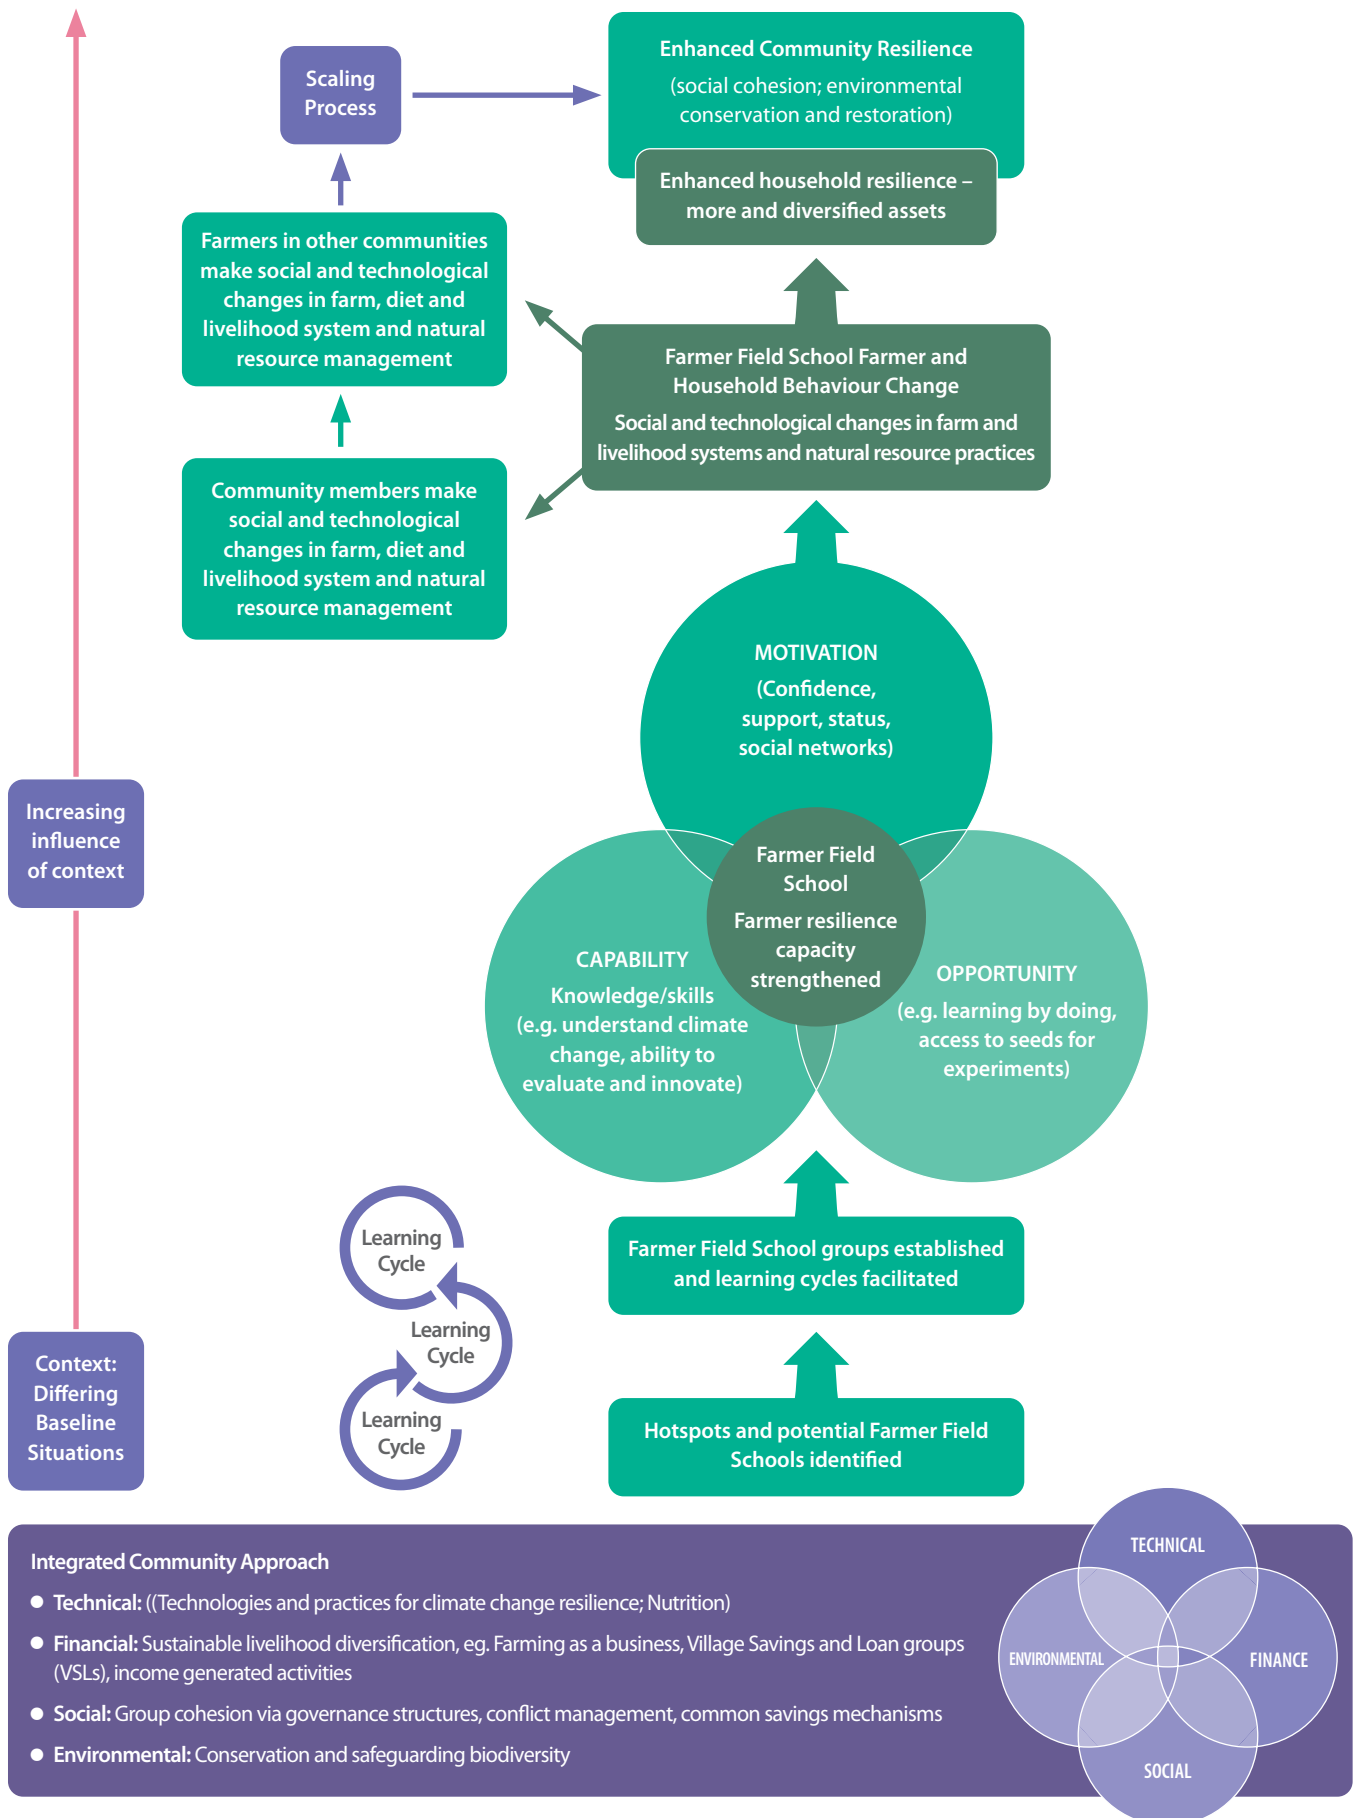 Scaling
Process
Enhanced Community Resilience
(social cohesion; environmental
conservation and restoration)
Enhanced household resilience –
more and diversified assets
Farmers in other communities
make social and technological
changes in farm, diet and
livelihood system and natural
resource management
Farmer Field School Farmer and
Household Behaviour Change
Social and technological changes in farm and
livelihood systems and natural resource practices
Community members make
social and technological
changes in farm, diet and
livelihood system and natural
resource management
MOTIVATION
(Confidence,
support, status,
social networks)
Increasing
influence
of context
Farmer Field
School
Farmer resilience
capacity
strengthened
CAPABILITY
Knowledge/skills
(e.g. understand climate
change, ability to
evaluate and innovate)
OPPORTUNITY
(e.g. learning by doing,
access to seeds for
experiments)
Learning
Cycle
Learning
Cycle
Learning
Cycle
Farmer Field School groups established
and learning cycles facilitated
Context:
Differing
Baseline
Situations
Hotspots and potential Farmer Field
Schools identified
Integrated Community Approach
● Technical: ((Technologies and practices for climate change resilience; Nutrition)
● Financial: Sustainable livelihood diversification, eg. Farming as a business, Village Savings and Loan groups
(VSLs), income generated activities
● Social: Group cohesion via governance structures, conflict management, common savings mechanisms
● Environmental: Conservation and safeguarding biodiversity
TECHNICAL
ENVIRONMENTAL
FINANCE
SOCIAL